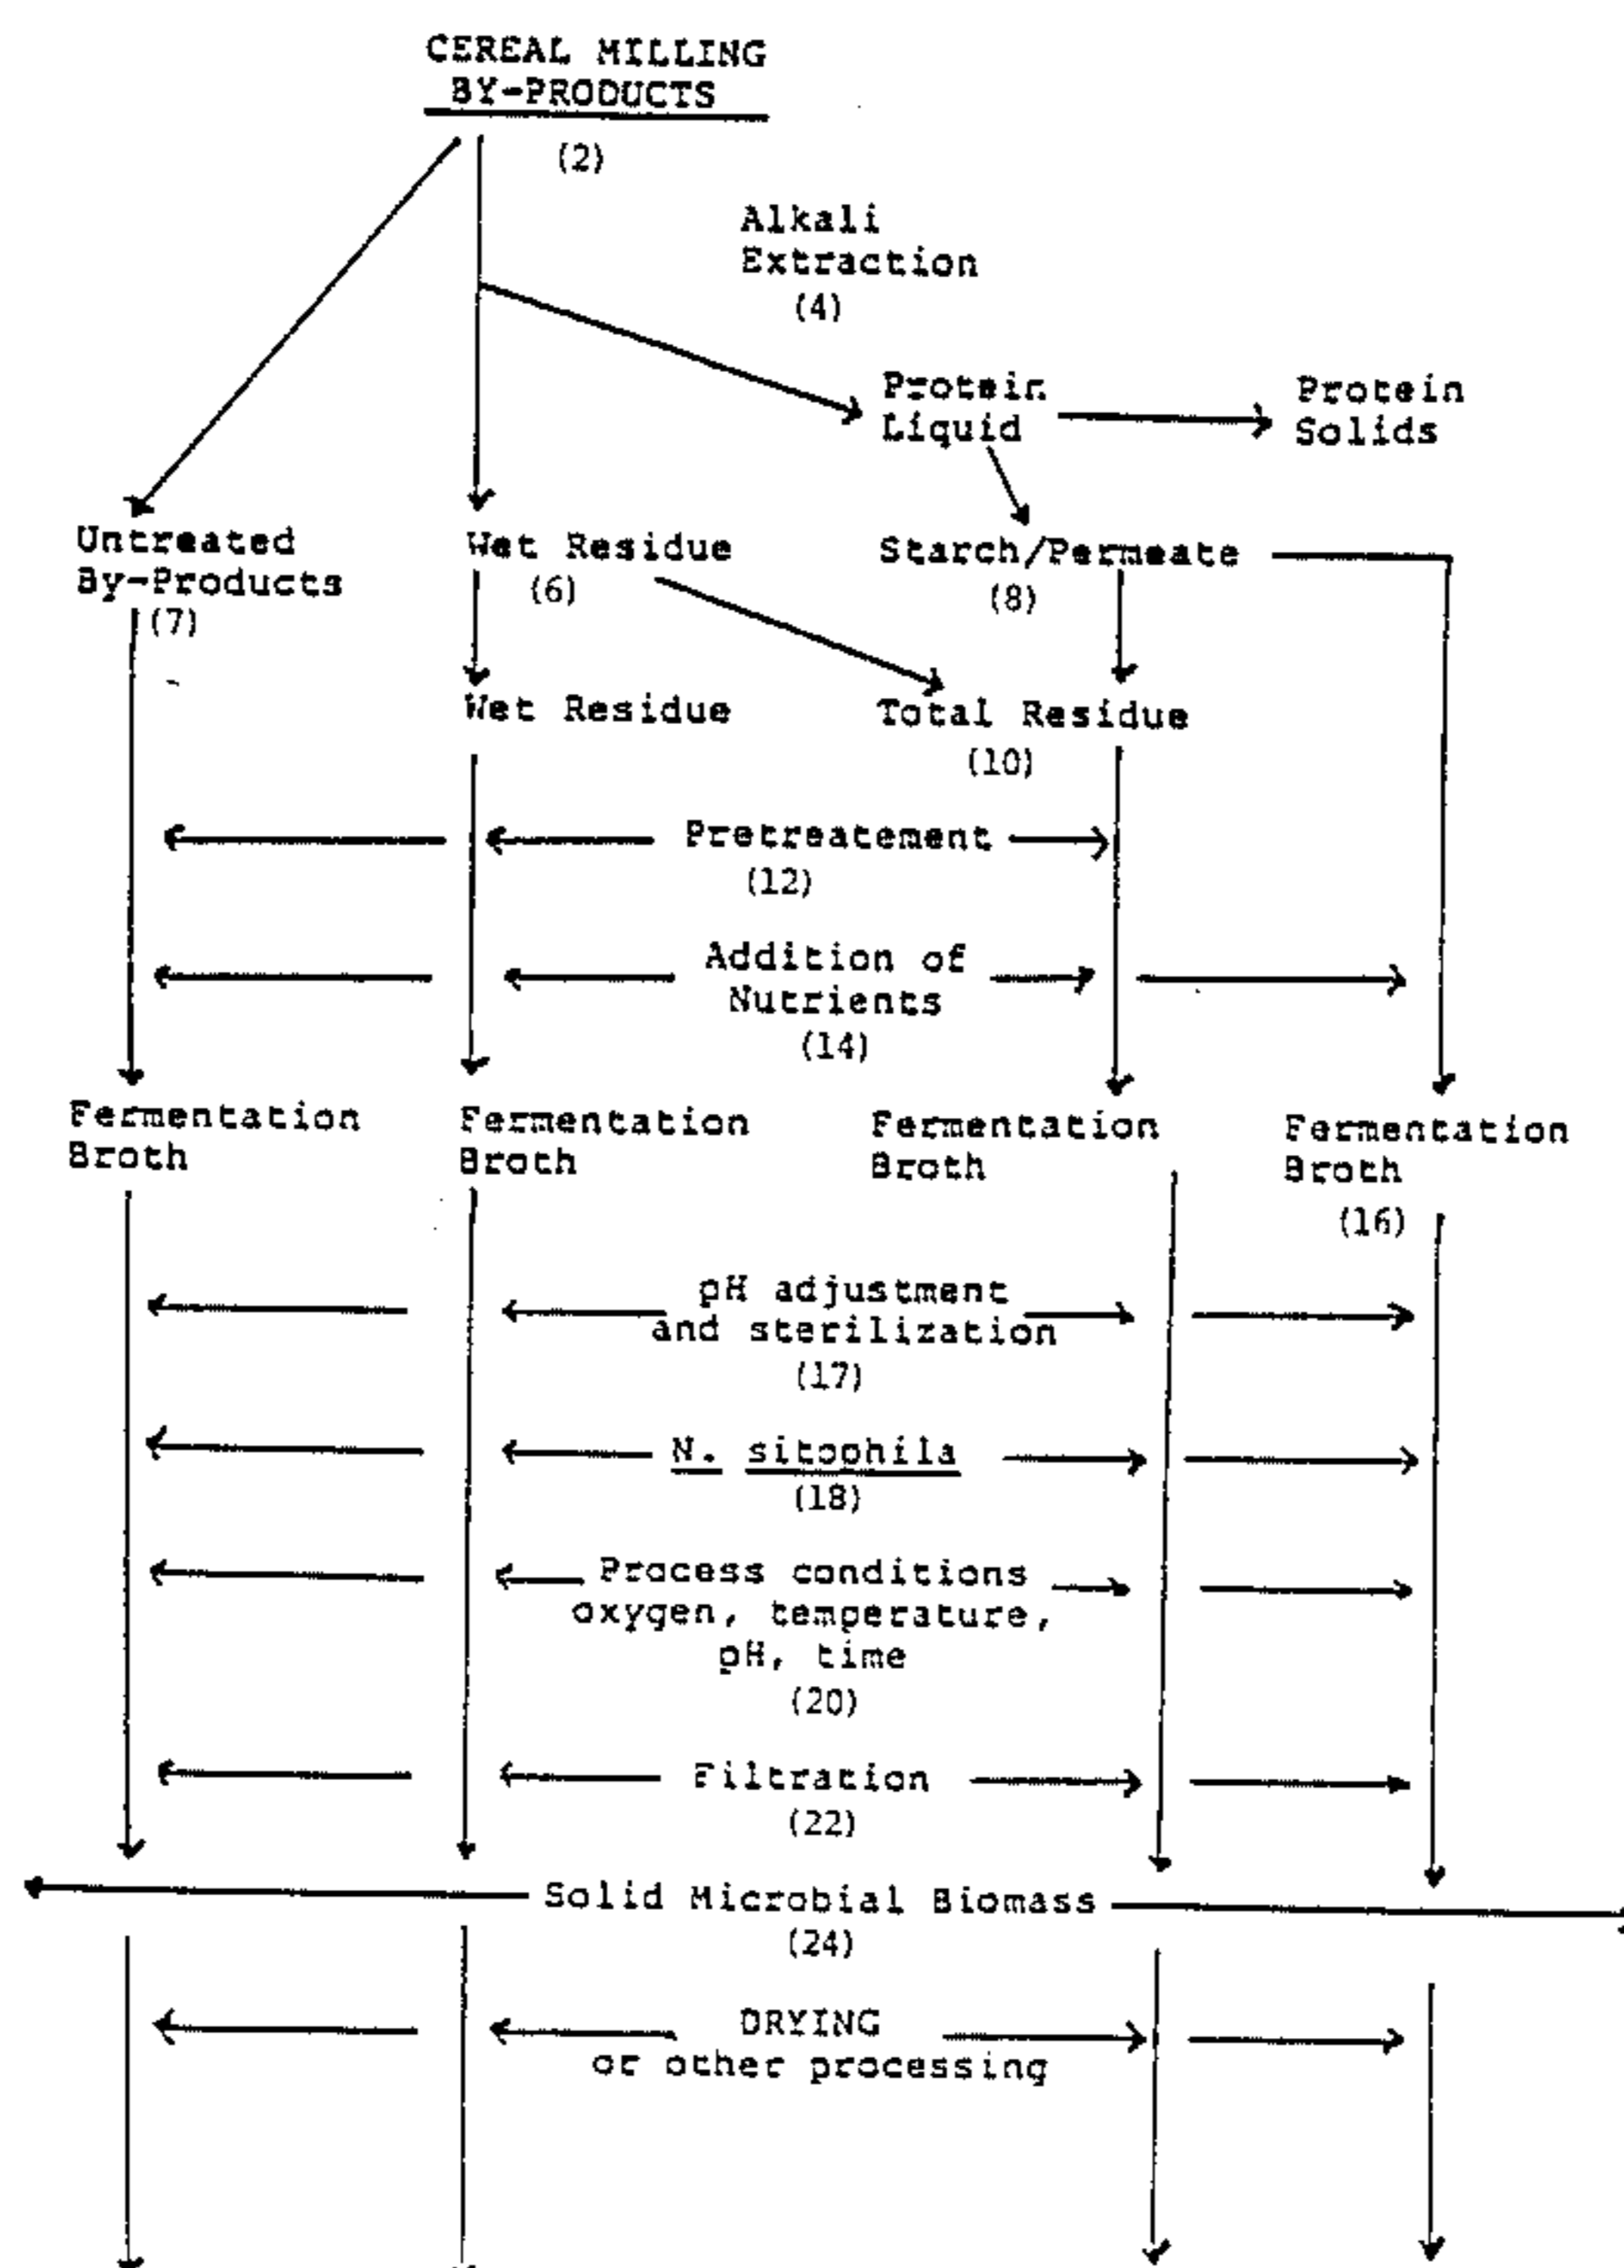 CEREAL MILLING
BY-PRODUCTS
(2)
Alkali
Extraction
(4)
Protein
Liquid
Protein
Solids
Untreated
By-Products
(7)
Wet Residue
(6)
Starch/Permeate
(8)
Wet Residue
Total Residue
(10)
Pretreatement
(12)
Addition of
Nutrients
(14)
Fermentation
Broth
Fermentation
Broth
Fermentation
Broth
Fermentation
Broth
(16)
pH adjustment
and sterilization
(17)
N. sitophila
(18)
Process conditions
oxygen, temperature,
pH, time
(20)
Filtration
(22)
Solid Microbial Biomass
(24)
DRYING
or other processing